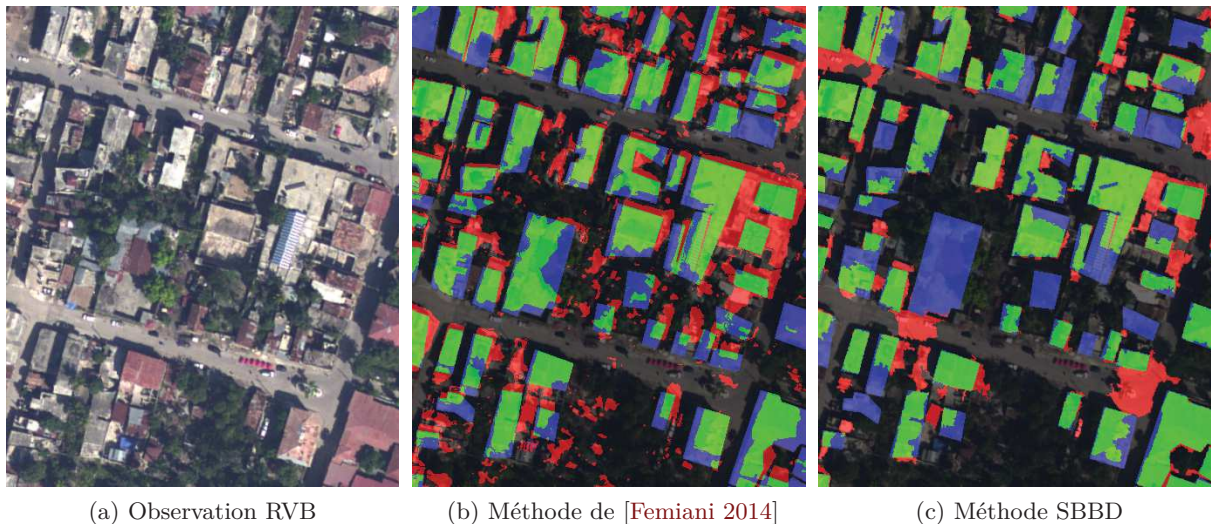 (a) Observation RVB
(b) Méthode de [Femiani 2014]
(c) Méthode SBBD